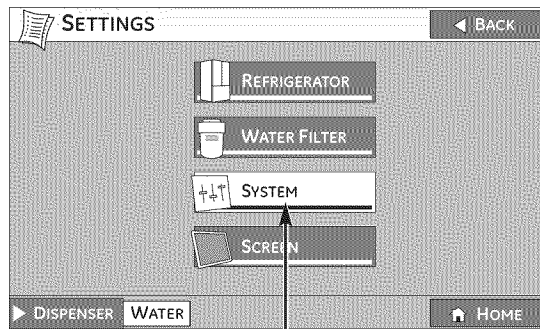 SETTINGS
BACK
REFRIGERATOR
WATER FILTER
SYSTEM
SCREEN
DISPENSER WATER
HOME